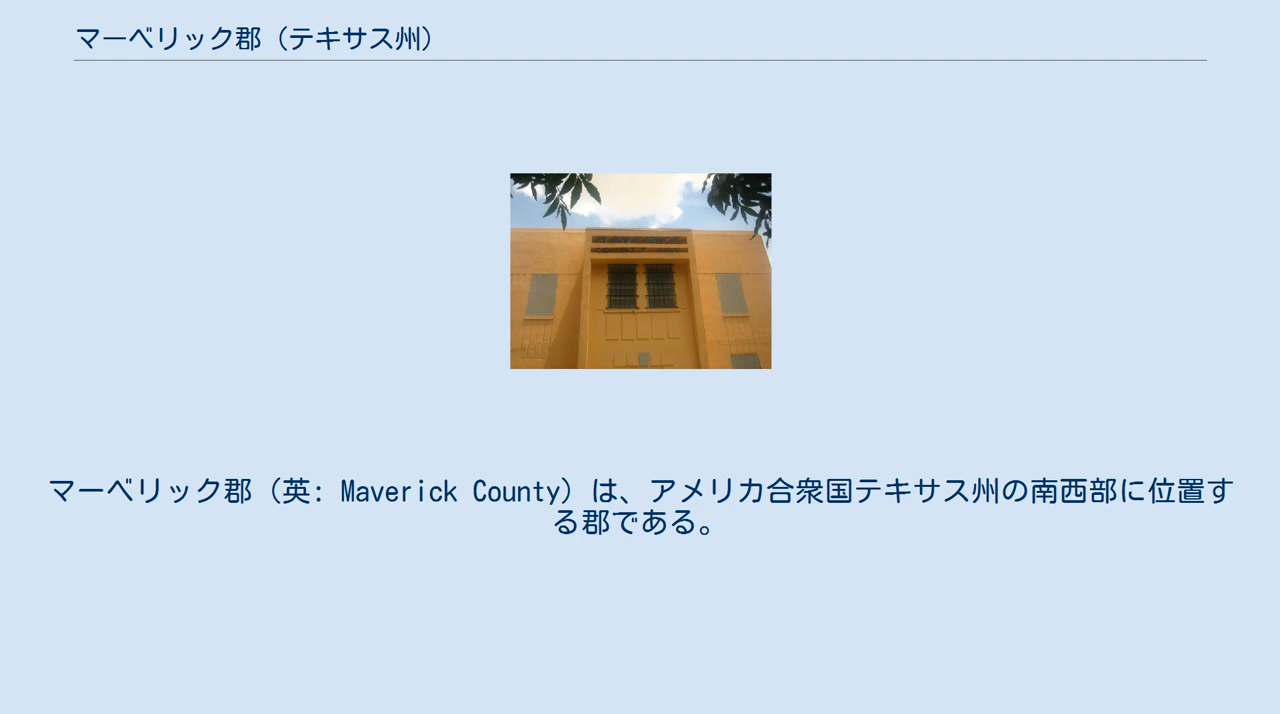 マーベリック郡（テキサス州）
マーベリック郡（英: Maverick County）は、アメリカ合衆国テキサス州の南西部に位置す
る郡である。